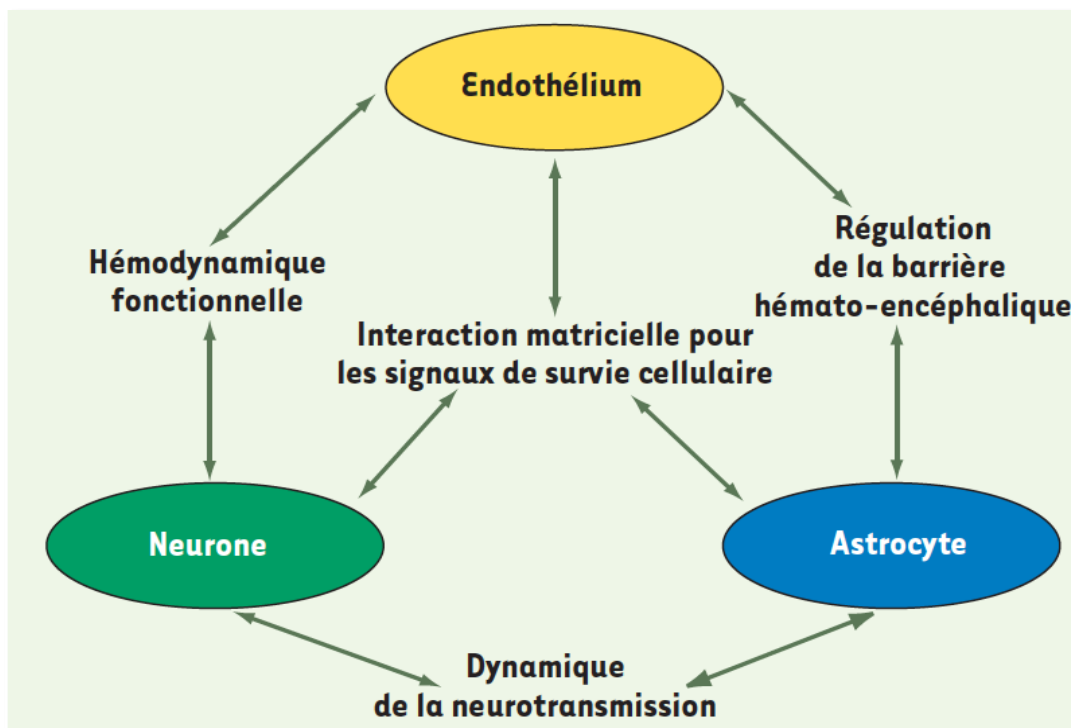 Endothélium
Hémodynamique
fonctionnelle
Régulation
de la barrière
hémato-encéphalique
Interaction matricielle pour
les signaux de survie cellulaire
Neurone
Astrocyte
Dynamique
de la neurotransmission